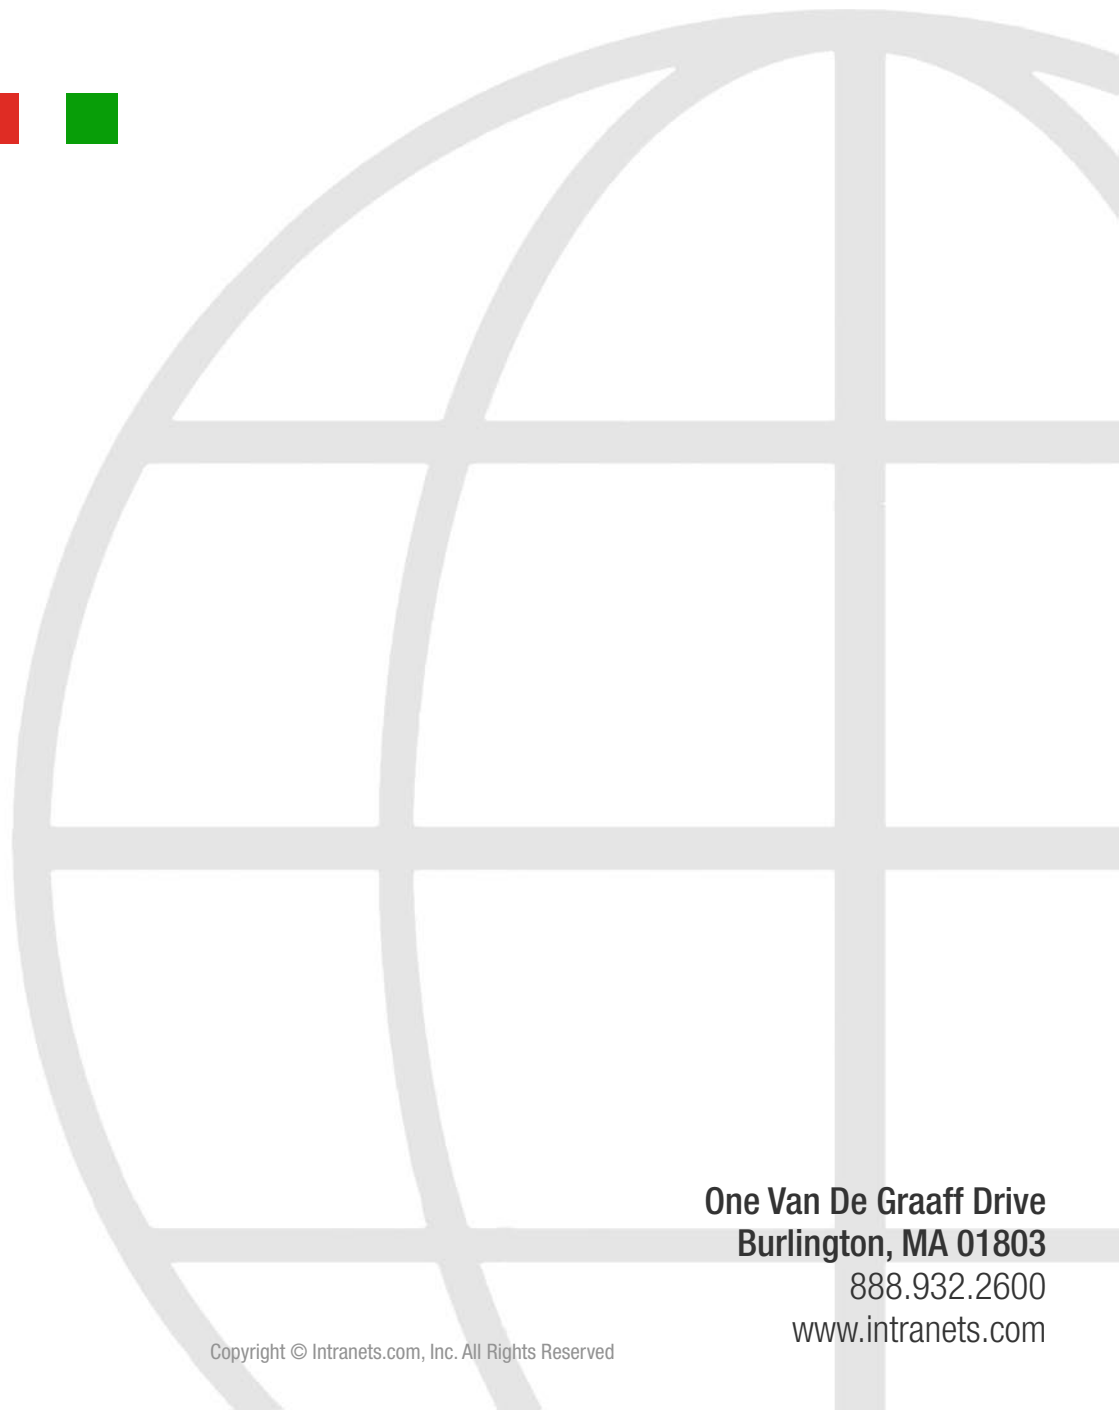 One Van De Graaff Drive
Burlington, MA 01803
888.932.2600
www.intranets.com
Copyright © Intranets.com, Inc. All Rights Reserved